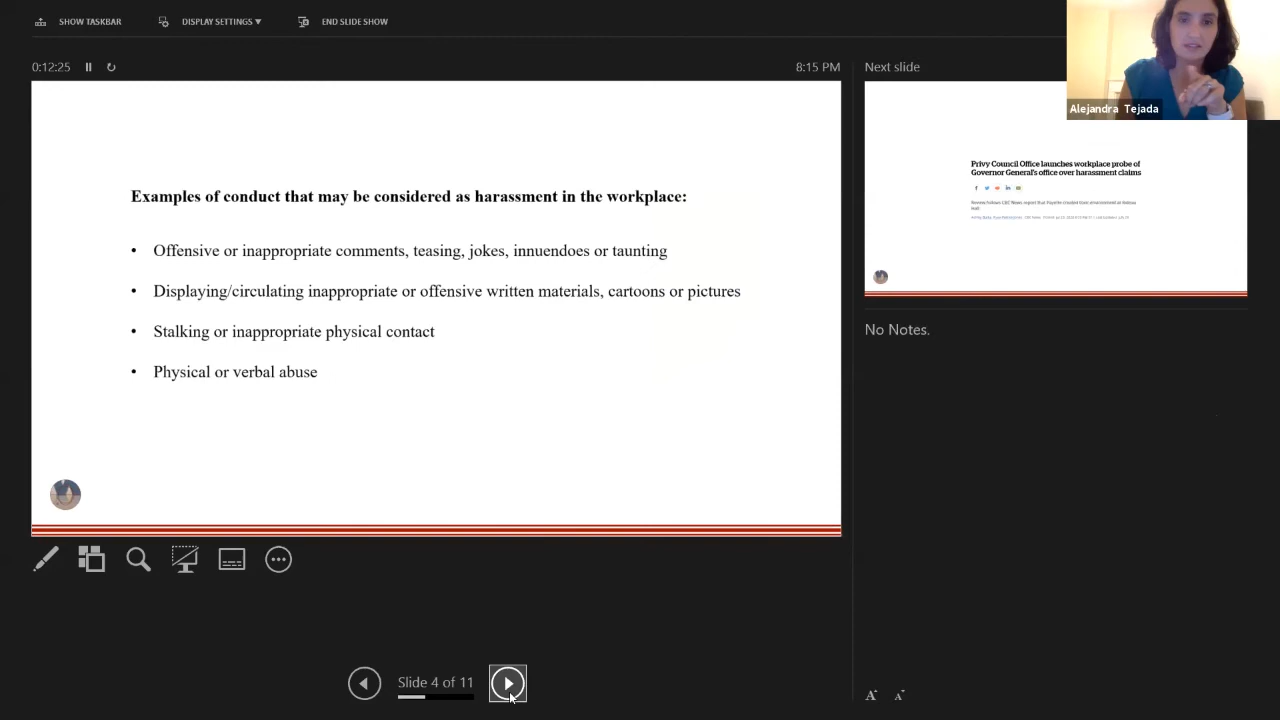 SHOW TASKBAR
DISPLAY SETTINGS ▼
END SLIDE SHOW
0:12:25
8:15 PM
Next slide
Alejandra Tejada
Examples of conduct that may be considered as harassment in the workplace:
• Offensive or inappropriate comments, teasing, jokes, innuendoes or taunting
• Displaying/circulating inappropriate or offensive written materials, cartoons or pictures
• Stalking or inappropriate physical contact
• Physical or verbal abuse
Privy Council Office launches workplace probe of
Governor General's office over harassment claims
No Notes.
Slide 4 of 11
A A